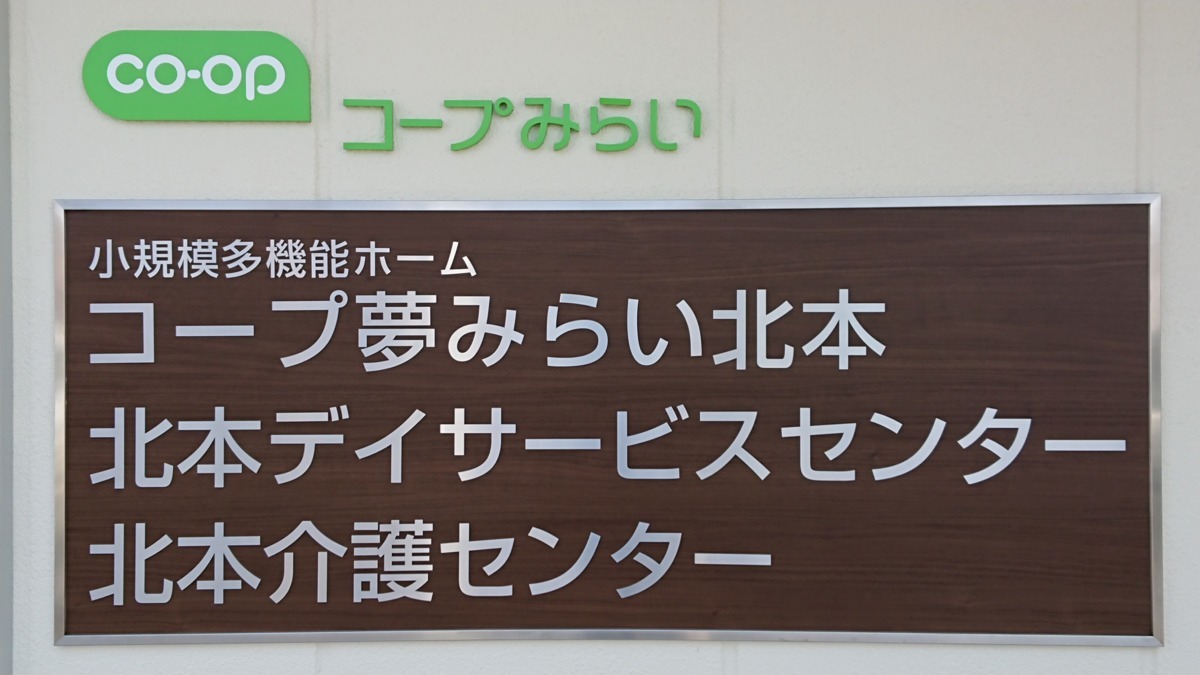 co-op
コープみらい
小規模多機能ホーム
コープ夢みらい北本
北本デイサービスセンター
北本介護センター